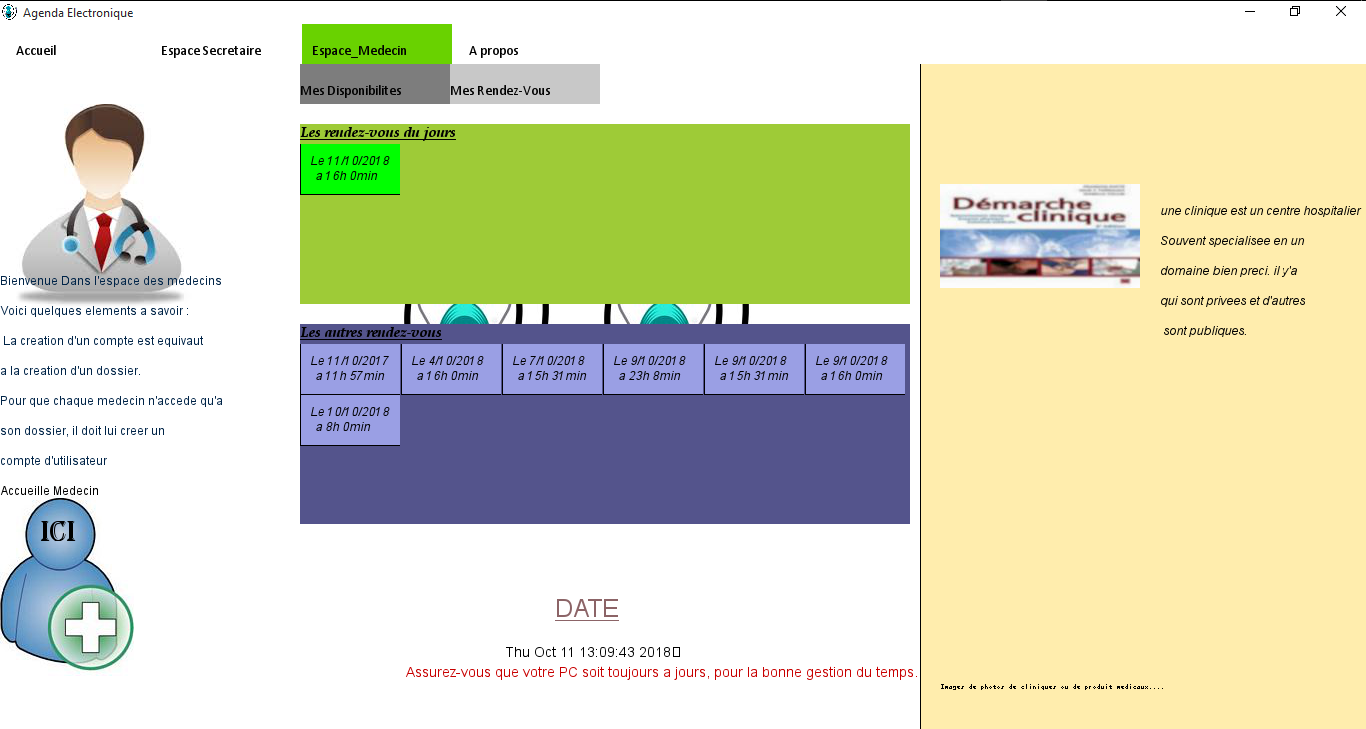 Agenda Electronique
Accueil
Espace Secretaire
Espace_Medecin
A propos
Mes Disponibilites
Mes Rendez-Vous
Les rendez-vous du jours
Le 11/10/2018
a 16h 0min
Les autres rendez-vous
Le 11/10/2017
a 11h 57min
Le 4/10/2018
a 16h 0min
Le 7/10/2018
a 15h 31min
Le 9/10/2018
a 23h 8min
Le 9/10/2018
a 15h 31min
Le 9/10/2018
a 16h 0min
Le 10/10/2018
a 8h 0min
Bienvenue Dans l'espace des medecins
Voici quelques elements a savoir :
La creation d'un compte est equivaut
a la creation d'un dossier.
Pour que chaque medecin n'accede qu'a
son dossier, il doit lui creer un
compte d'utilisateur
Accueille Medecin
ICI
DATE
Thu Oct 11 13:09:43 2018
Assurez-vous que votre PC soit toujours a jours, pour la bonne gestion du temps.
Démarche
clinique
une clinique est un centre hospitalier
Souvent specialisee en un
domaine bien preci. il y'a
qui sont privees et d'autres
sont publiques.
Images de photos de cliniques ou de produit medicaux....